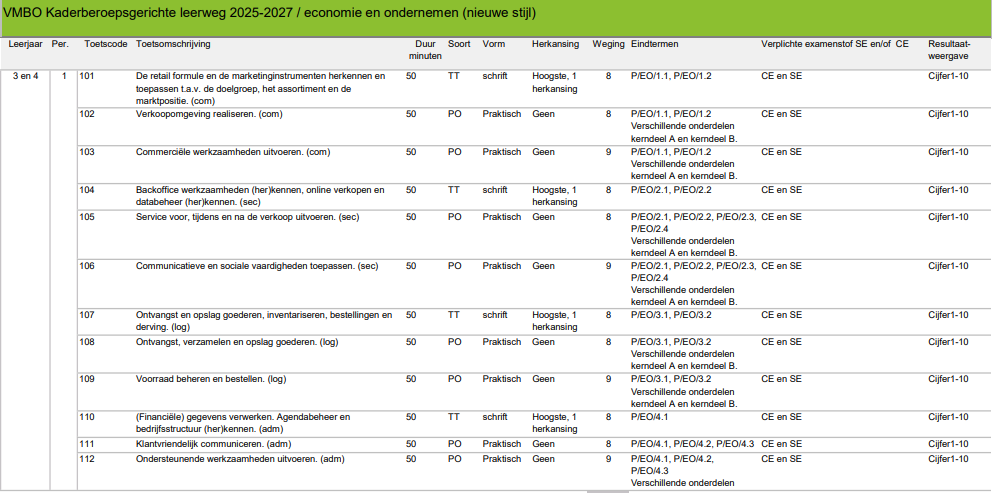 VMBO Kaderberoepsgerichte leerweg 2025-2027 / economie en ondernemen (nieuwe stijl)
Leerjaar Per. Toetscode Toetsomschrijving Duur minuten Soort Vorm Herkansing Weging Eindtermen Verplichte examenstof SE en/of CE Resultaat-weergave
3 en 4 1 101 De retail formule en de marketinginstrumenten herkennen en 50 TT schrift Hoogste, 1 8 P/EO/1.1, P/EO/1.2 CE en SE Cijfer1-10
toepassen t.a.v. de doelgroep, het assortiment en de herkansing
marktpositie. (com)
102 Verkoopomgeving realiseren. (com) 50 PO Praktisch Geen 8 P/EO/1.1, P/EO/1.2 CE en SE Cijfer1-10
Verschillende onderdelen
kerndeel A en kerndeel B.
103 Commerciële werkzaamheden uitvoeren. (com) 50 PO Praktisch Geen 9 P/EO/1.1, P/EO/1.2 CE en SE Cijfer1-10
Verschillende onderdelen
kerndeel A en kerndeel B.
104 Backoffice werkzaamheden (her)kennen, online verkopen en 50 TT schrift Hoogste, 1 8 P/EO/2.1, P/EO/2.2 CE en SE Cijfer1-10
databeheer (her)kennen. (sec) herkansing
105 Service voor, tijdens en na de verkoop uitvoeren. (sec) 50 PO Praktisch Geen 8 P/EO/2.1, P/EO/2.2, P/EO/2.3, CE en SE Cijfer1-10
P/EO/2.4
Verschillende onderdelen
kerndeel A en kerndeel B.
106 Communicatieve en sociale vaardigheden toepassen. (sec) 50 PO Praktisch Geen 9 P/EO/2.1, P/EO/2.2, P/EO/2.3, CE en SE Cijfer1-10
P/EO/2.4
Verschillende onderdelen
kerndeel A en kerndeel B.
107 Ontvangst en opslag goederen, inventariseren, bestellingen en 50 TT schrift Hoogste, 1 8 P/EO/3.1, P/EO/3.2 CE en SE Cijfer1-10
derving. (log) herkansing
108 Ontvangst, verzamelen en opslag goederen. (log) 50 PO Praktisch Geen 8 P/EO/3.1, P/EO/3.2 CE en SE Cijfer1-10
Verschillende onderdelen
kerndeel A en kerndeel B.
109 Voorraad beheren en bestellen. (log) 50 PO Praktisch Geen 9 P/EO/3.1, P/EO/3.2 CE en SE Cijfer1-10
Verschillende onderdelen
kerndeel A en kerndeel B.
110 (Financiële) gegevens verwerken. Agendabeheer en 50 TT schrift Hoogste, 1 8 P/EO/4.1 CE en SE Cijfer1-10
bedrijfsstructuur (her)kennen. (adm) herkansing
111 Klantvriendelijk communiceren. (adm) 50 PO Praktisch Geen 8 P/EO/4.1, P/EO/4.2, P/EO/4.3 CE en SE Cijfer1-10
112 Ondersteunende werkzaamheden uitvoeren. (adm) 50 PO Praktisch Geen 9 P/EO/4.1, P/EO/4.2, CE en SE Cijfer1-10
P/EO/4.3
Verschillende onderdelen